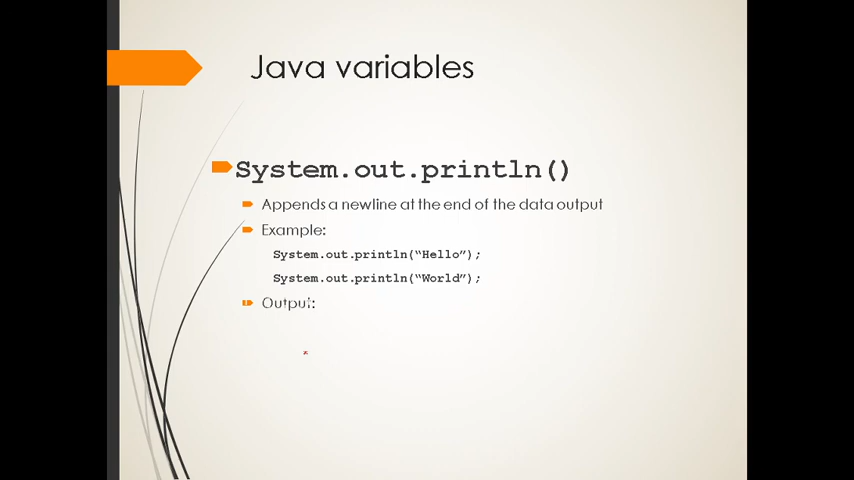 Java variables
System.out.println()
Appends a newline at the end of the data output
Example:
System.out.println(“Hello”);
System.out.println(“World”);
Output: